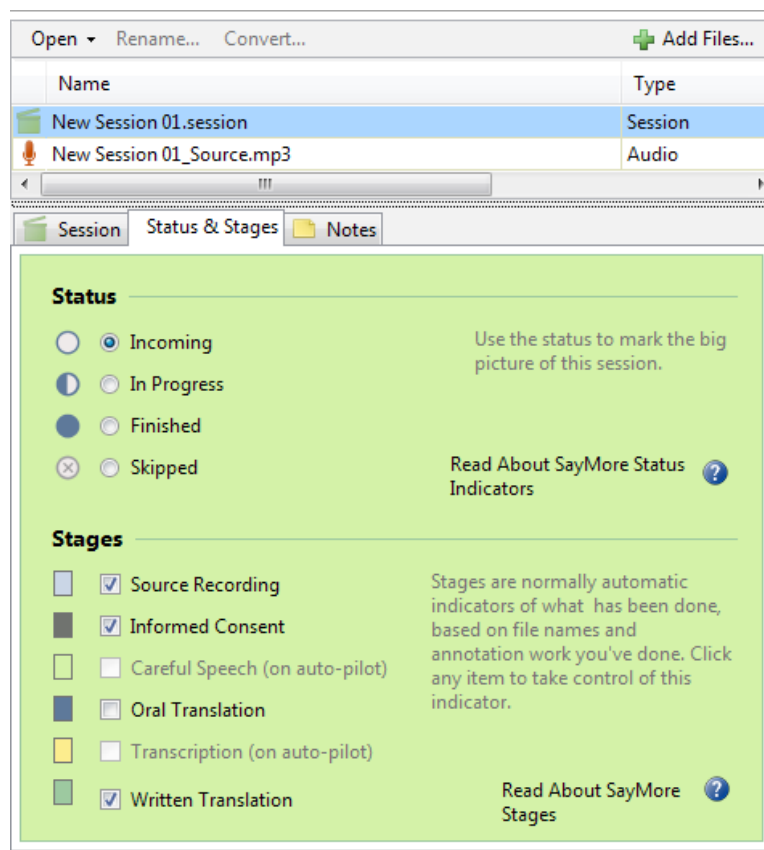 Open Rename... Convert... Add Files...
Name Type
New Session 01.session Session
New Session 01_Source.mp3 Audio
Session Status & Stages Notes
Status
Incoming
In Progress
Finished
Skipped
Use the status to mark the big
picture of this session.
Read About SayMore Status
Indicators
Stages
Source Recording
Informed Consent
Careful Speech (on auto-pilot)
Oral Translation
Transcription (on auto-pilot)
Written Translation
Stages are normally automatic
indicators of what has been done,
based on file names and
annotation work you've done. Click
any item to take control of this
indicator.
Read About SayMore
Stages